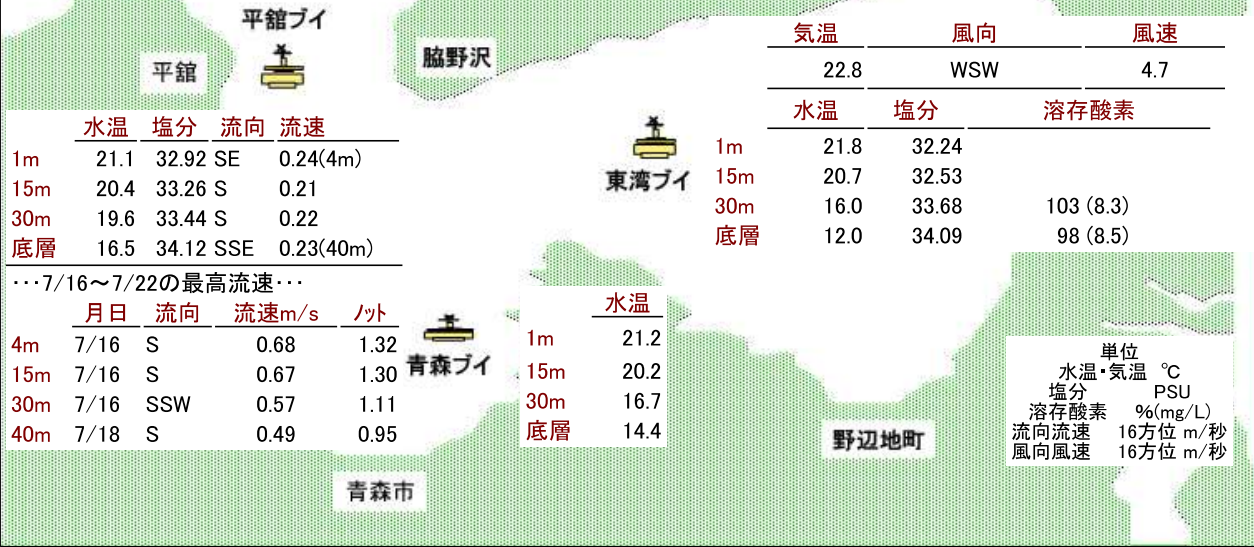 平舘ブイ
平舘
脇野沢
水温 塩分 流向 流速
1m 21.1 32.92 SE 0.24(4m)
15m 20.4 33.26 S 0.21
30m 19.6 33.44 S 0.22
底層 16.5 34.12 SSE 0.23(40m)
･･･7/16～7/22の最高流速･･･
月日 流向 流速m/s ﾉｯﾄ
4m 7/16 S 0.68 1.32
15m 7/16 S 0.67 1.30
30m 7/16 SSW 0.57 1.11
40m 7/18 S 0.49 0.95
青森ブイ
水温
1m 21.2
15m 20.2
30m 16.7
底層 14.4
青森市
東湾ブイ
気温 風向 風速
22.8 WSW 4.7
水温 塩分 溶存酸素
1m 21.8 32.24
15m 20.7 32.53
30m 16.0 33.68 103 (8.3)
底層 12.0 34.09 98 (8.5)
野辺地町
単位
水温・気温 ℃
塩分 PSU
溶存酸素 %(mg/L)
流向流速 16方位 m/秒
風向風速 16方位 m/秒